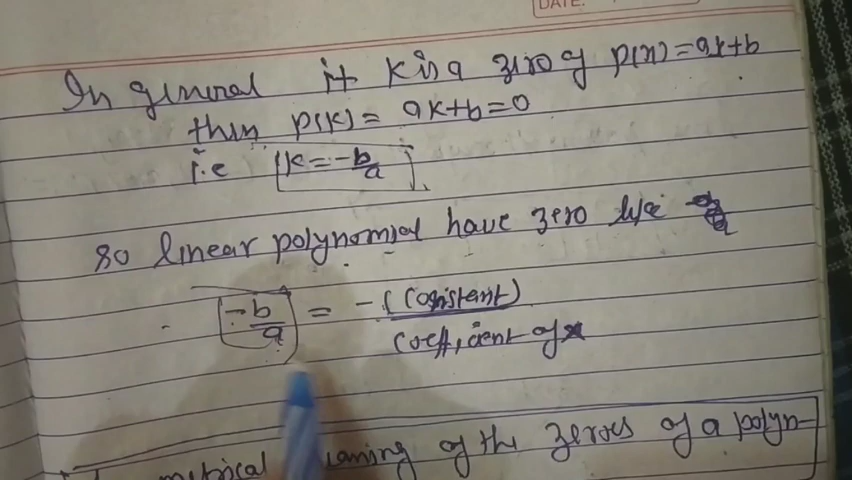 DATE:
In general if k is a zero of p(x)=ax+b
then p(k)= ak+b=0
i.e k=-b/a
so linear polynomial have zero like
-b/a = -(Constant)/coefficient of x
meaning of the zeroes of a polyn-